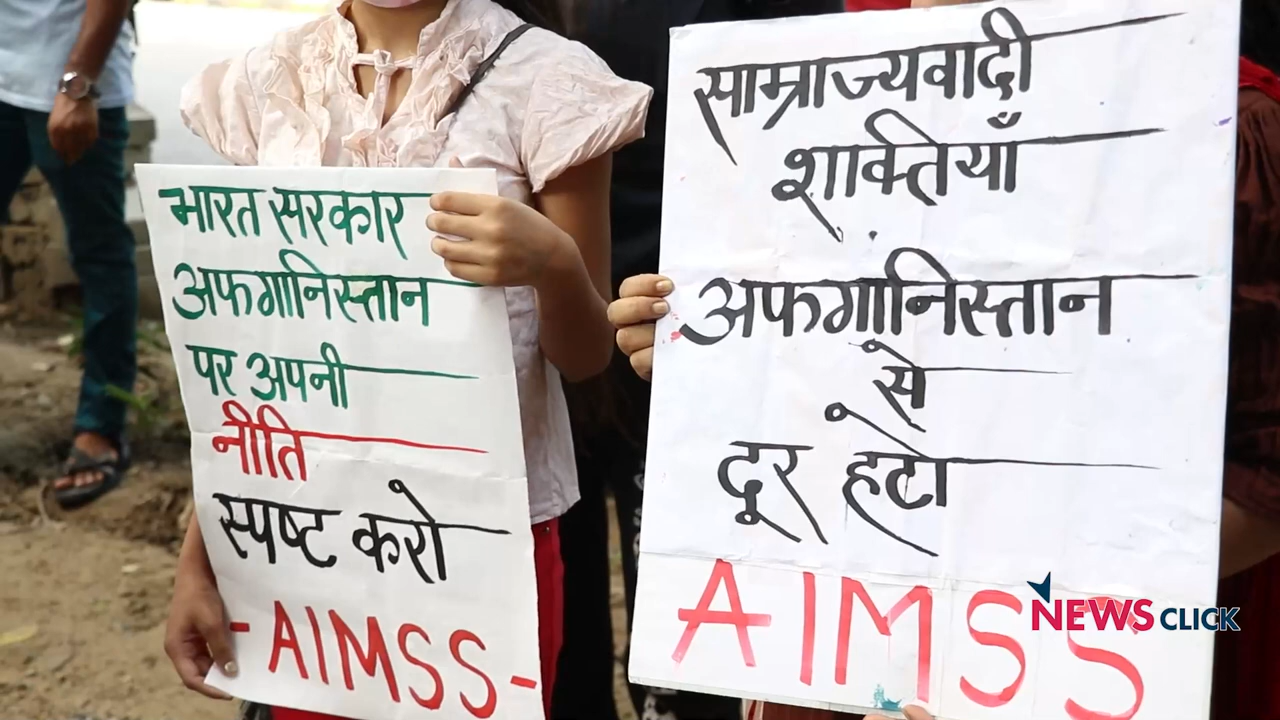 भारत सरकार
अफगानिस्तान
पर अपनी
नीति
स्पष्ट करो
-AIMSS-
साम्राज्यवादी
शक्तियाँ
अफगानिस्तान
से
दूर हटो
AIMSS
NEWSCLICK